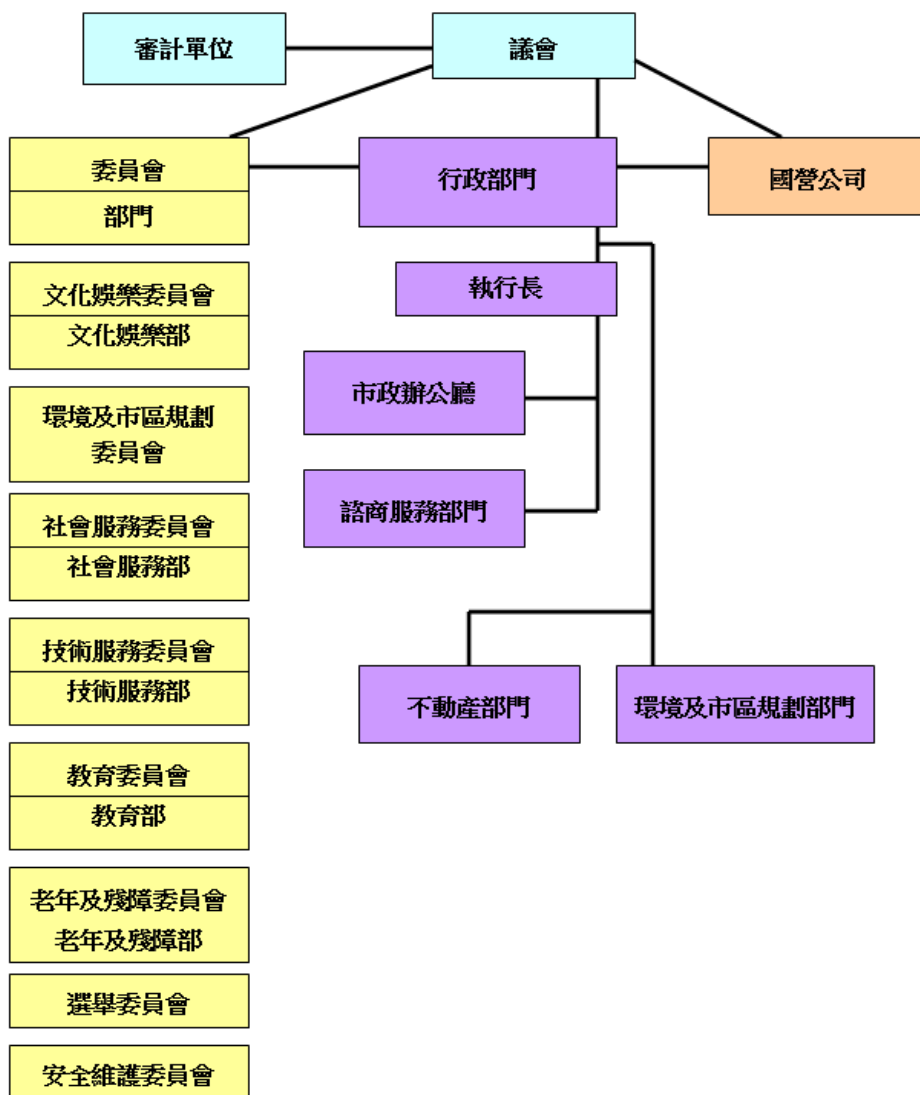 審計單位
議會
委員會
部門
行政部門
國營公司
文化娛樂委員會
文化娛樂部
執行長
環境及市區規劃
委員會
市政辦公廳
社會服務委員會
社會服務部
諮商服務部門
技術服務委員會
技術服務部
不動產部門
環境及市區規劃部門
教育委員會
教育部
老年及殘障委員會
老年及殘障部
選舉委員會
安全維護委員會